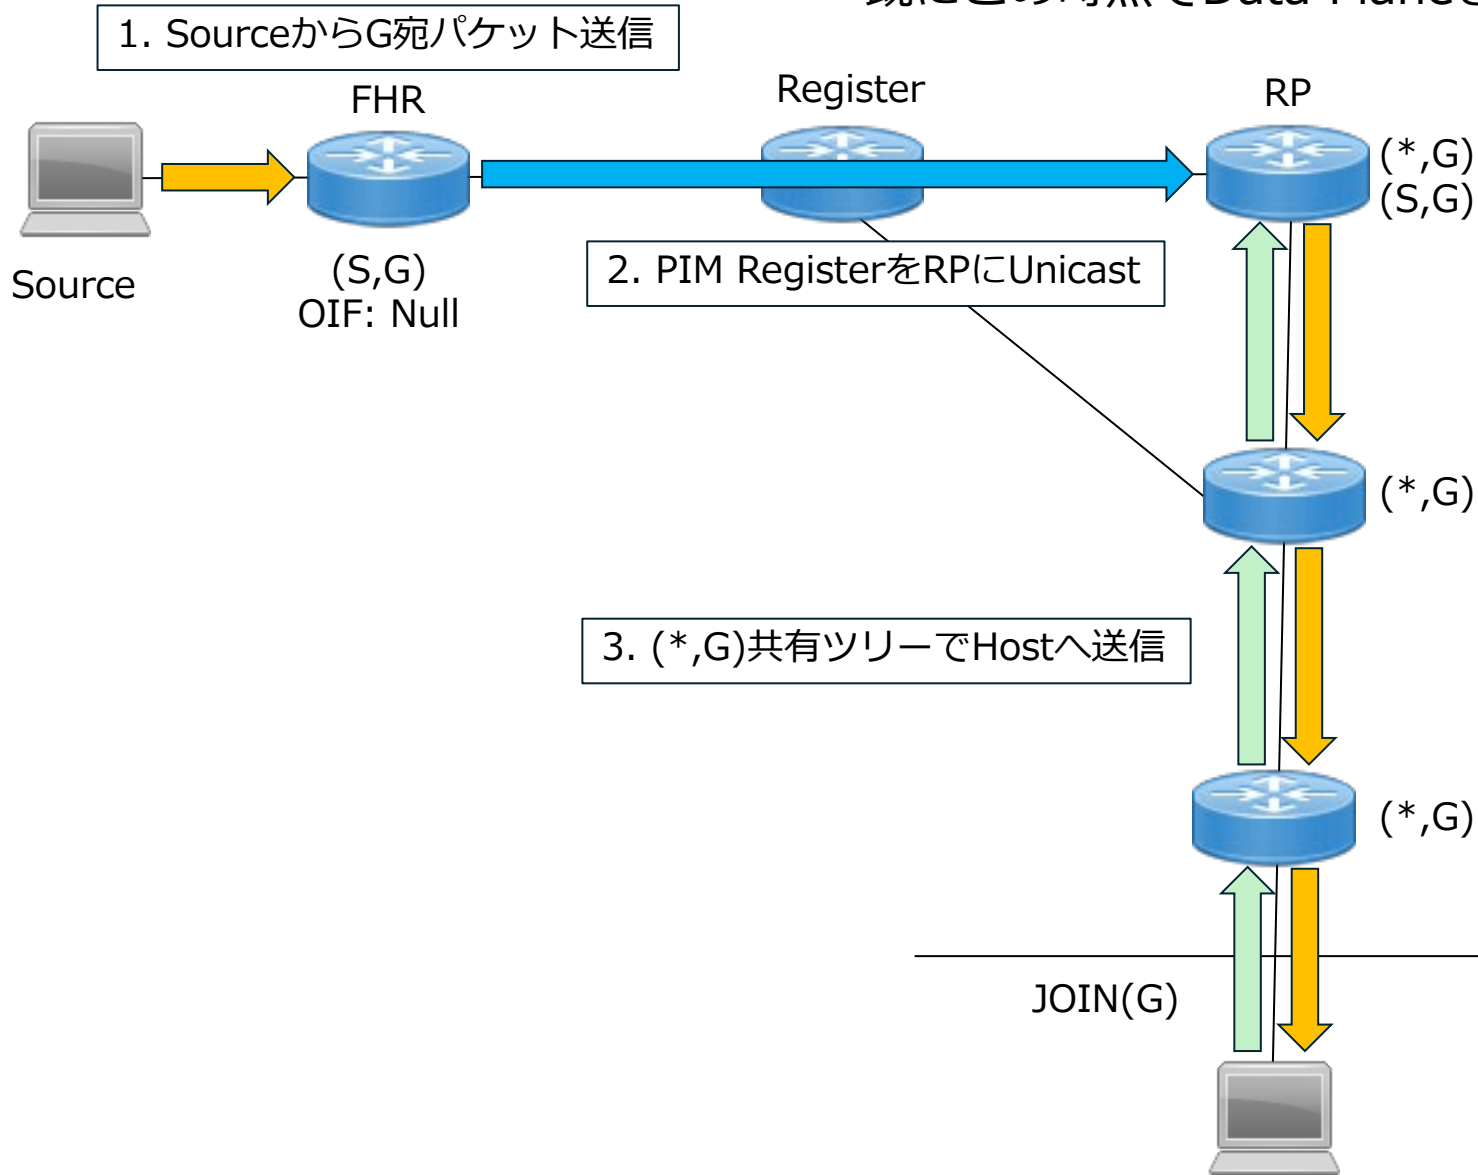 1. SourceからG宛パケット送信
FHR
Register
RP
(*,G)
(S,G)
Source
(S,G)
OIF: Null
2. PIM RegisterをRPにUnicast
(*,G)
3. (*,G)共有ツリーでHostへ送信
(*,G)
JOIN(G)